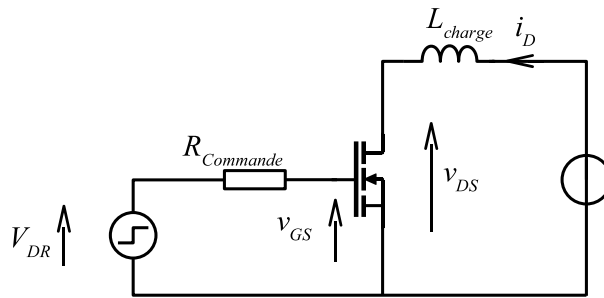 L_charge
i_D
R_Commande
v_DS
v_GS
V_DR